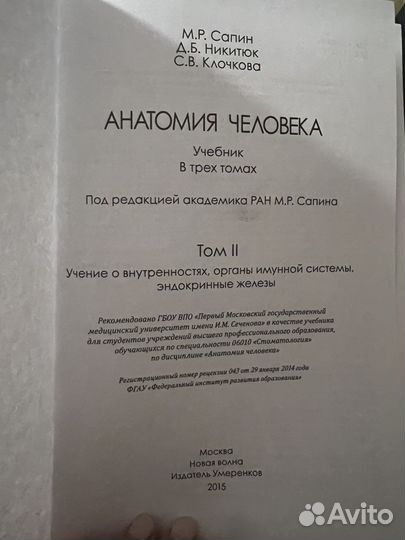 М.Р. Сапин
Д.Б. Никитюк
С.В. Клочкова
АНАТОМИЯ ЧЕЛОВЕКА
Учебник
В трех томах
Под редакцией академика РАН М.Р. Сапина
Том II
Учение о внутренностях, органы имунной системы,
эндокринные железы
Рекомендовано ГБОУ ВПО «Первый Московский государственный
медицинский университет имени И.М. Сеченова» в качестве учебника
для студентов учреждений высшего профессионального образования,
обучающихся по специальности 06010 «Стоматология»
по дисциплине «Анатомия человека»
Регистрационный номер рецензии 043 от 29 января 2014 года
ФГАУ «Федеральный институт развития образования»
Москва
Новая волна
Издатель Умеренков
2015
Avito